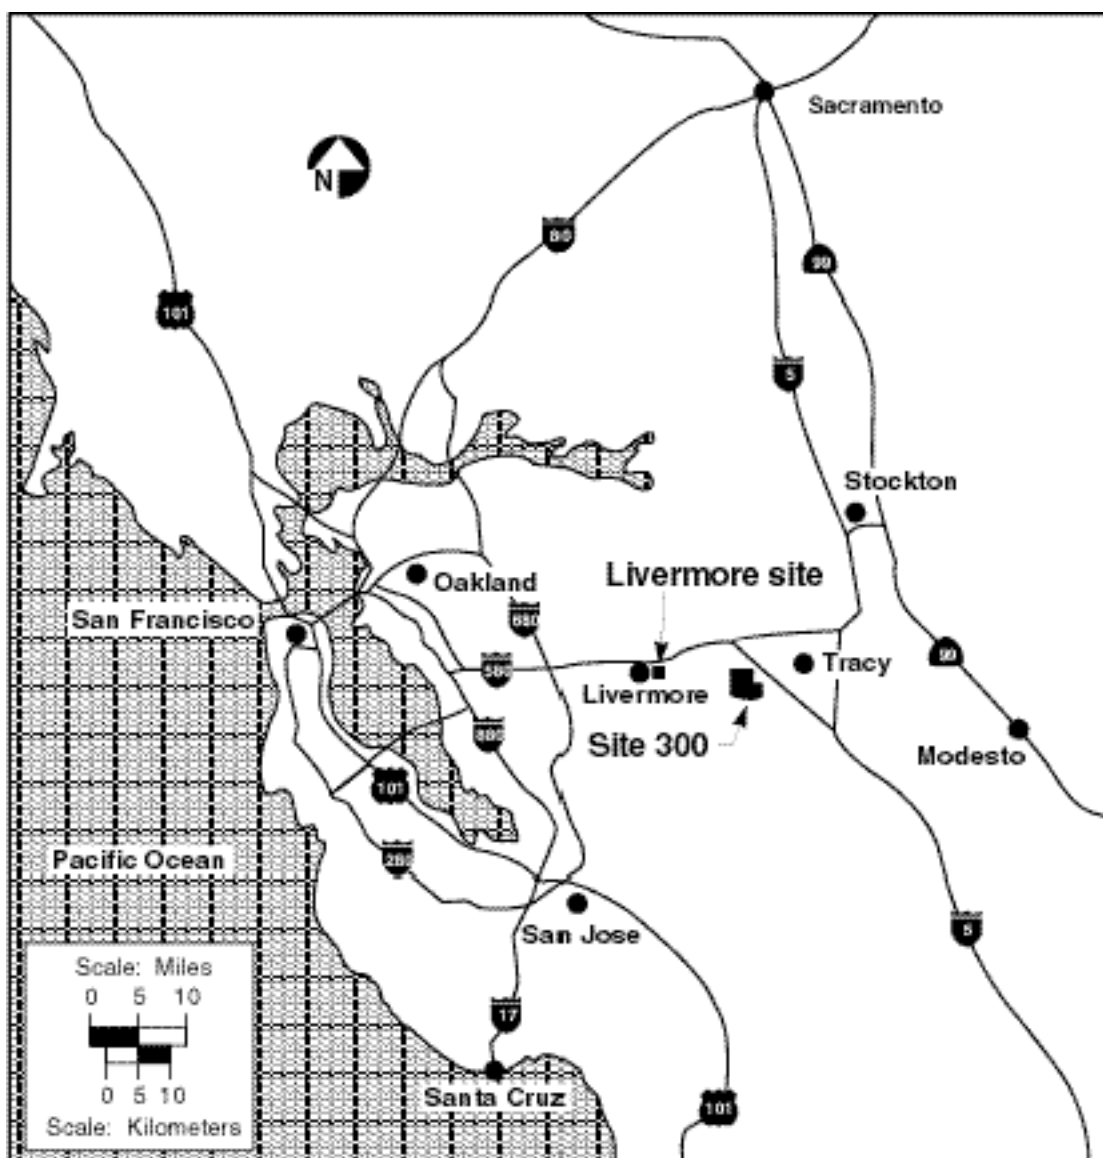 Sacramento
N
80
99
101
5
Stockton
Livermore site
Oakland
San Francisco
680
580
Tracy
99
Livermore
Site 300
880
Modesto
101
Pacific Ocean
280
San Jose
5
Scale: Miles
0 5 10
17
0 5 10
Santa Cruz
101
Scale: Kilometers